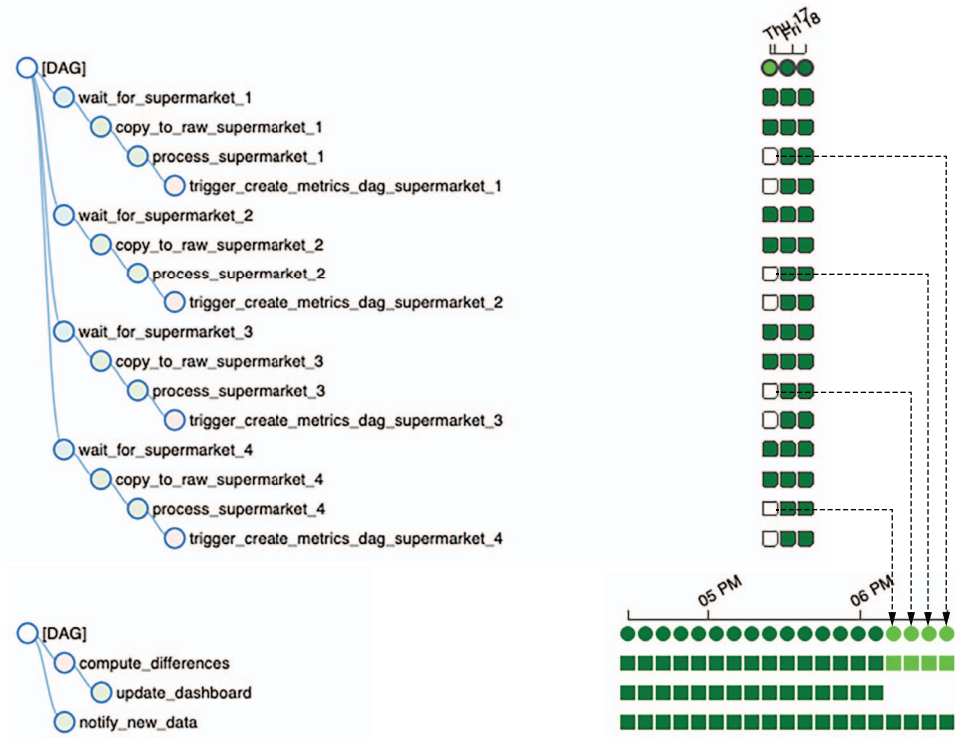 Thu 17
Fri 18
[DAG]
wait_for_supermarket_1
copy_to_raw_supermarket_1
process_supermarket_1
trigger_create_metrics_dag_supermarket_1
wait_for_supermarket_2
copy_to_raw_supermarket_2
process_supermarket_2
trigger_create_metrics_dag_supermarket_2
wait_for_supermarket_3
copy_to_raw_supermarket_3
process_supermarket_3
trigger_create_metrics_dag_supermarket_3
wait_for_supermarket_4
copy_to_raw_supermarket_4
process_supermarket_4
trigger_create_metrics_dag_supermarket_4
05 PM
06 PM
[DAG]
compute_differences
update_dashboard
notify_new_data